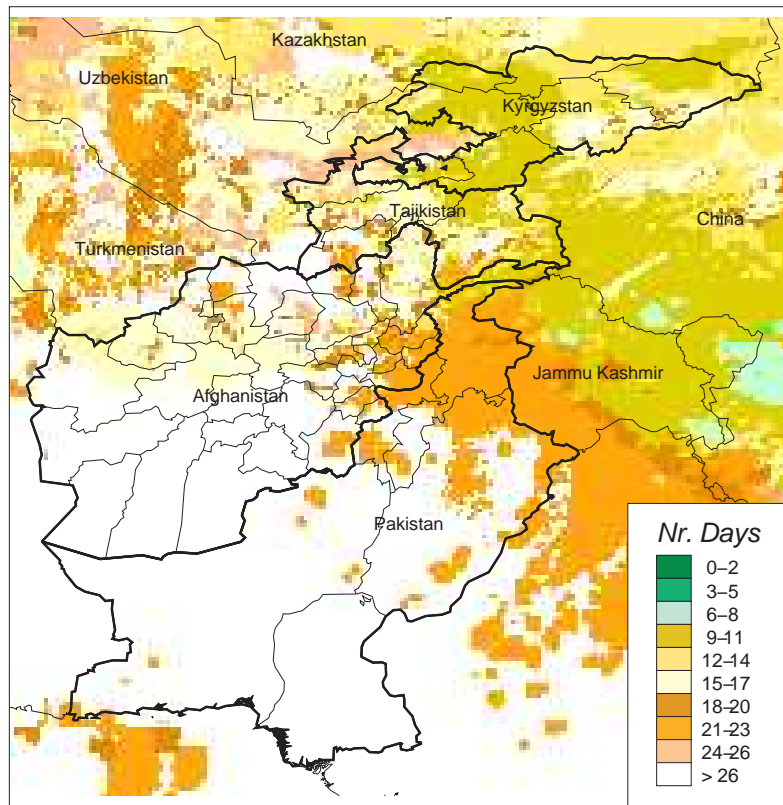 Kazakhstan
Uzbekistan
Kyrgyzstan
Tajikistan
China
Turkmenistan
Jammu Kashmir
Afghanistan
Pakistan
Nr. Days
0–2
3–5
6–8
9–11
12–14
15–17
18–20
21–23
24–26
> 26